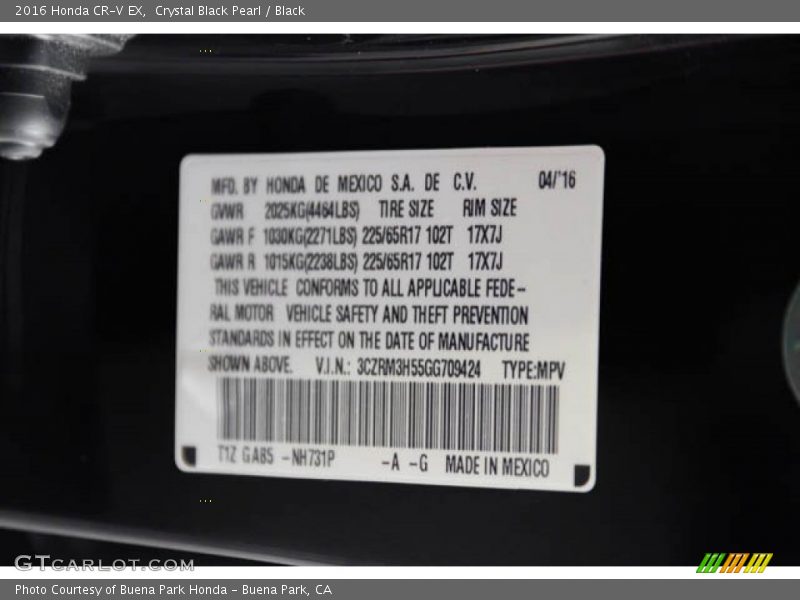 2016 Honda CR-V EX, Crystal Black Pearl / Black
MFD. BY HONDA DE MEXICO S.A. DE C.V. 04/'16
GVWR 2025KG(4464LBS) TIRE SIZE RIM SIZE
GAWR F 1030KG(2271LBS) 225/65R17 102T 17X7J
GAWR R 1015KG(2238LBS) 225/65R17 102T 17X7J
THIS VEHICLE CONFORMS TO ALL APPLICABLE FEDE-
RAL MOTOR VEHICLE SAFETY AND THEFT PREVENTION
STANDARDS IN EFFECT ON THE DATE OF MANUFACTURE
SHOWN ABOVE. V.I.N.: 3CZRM3H55GG709424 TYPE:MPV
T1Z GA85 -NH731P -A -G MADE IN MEXICO
GTCARLOT.COM
Photo Courtesy of Buena Park Honda - Buena Park, CA